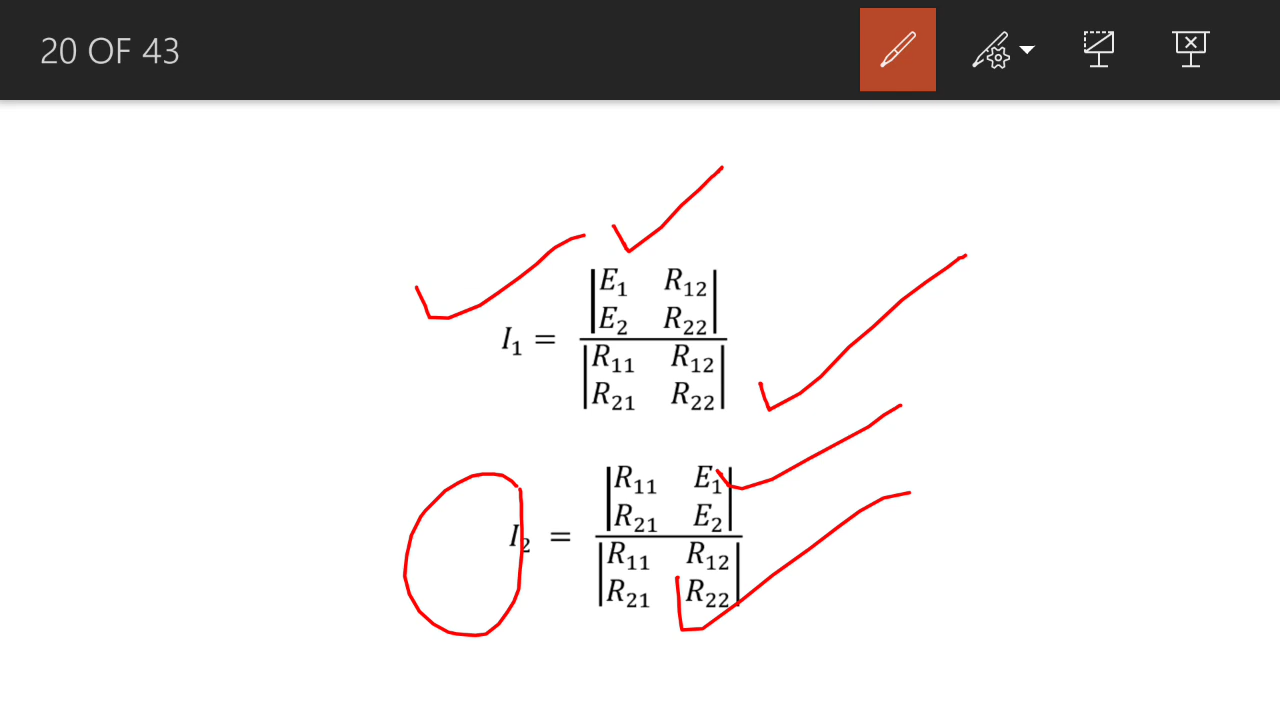 20 OF 43
|E₁ R₁₂|
|E₂ R₂₂|
I₁ =
|R₁₁ R₁₂|
|R₂₁ R₂₂|
|R₁₁ E₁|
|R₂₁ E₂|
I₂ =
|R₁₁ R₁₂|
|R₂₁ R₂₂|